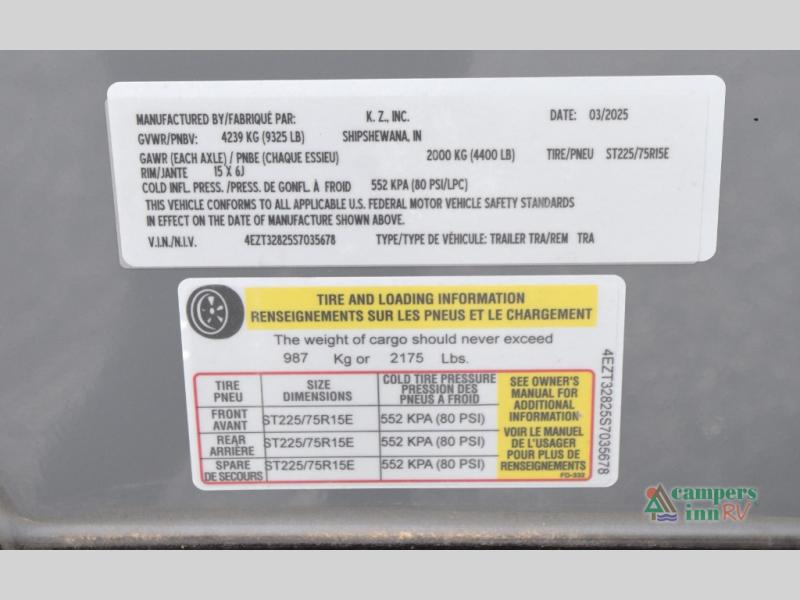 MANUFACTURED BY/FABRIQUÉ PAR: K. Z., INC. DATE: 03/2025
GVWR/PNBV: 4239 KG (9325 LB) SHIPSHEWANA, IN
GAWR (EACH AXLE) / PNBE (CHAQUE ESSIEU) 2000 KG (4400 LB) TIRE/PNEU ST225/75R15E
RIM/JANTE 15 X 6J
COLD INFL. PRESS. /PRESS. DE GONFL. À FROID 552 KPA (80 PSI/LPC)
THIS VEHICLE CONFORMS TO ALL APPLICABLE U.S. FEDERAL MOTOR VEHICLE SAFETY STANDARDS
IN EFFECT ON THE DATE OF MANUFACTURE SHOWN ABOVE.
V.I.N./N.I.V. 4EZT32825S7035678 TYPE/TYPE DE VÉHICULE: TRAILER TRA/REM TRA
TIRE AND LOADING INFORMATION
RENSEIGNEMENTS SUR LES PNEUS ET LE CHARGEMENT
The weight of cargo should never exceed
987 Kg or 2175 Lbs.
TIRE
PNEU
SIZE
DIMENSIONS
COLD TIRE PRESSURE
PRESSION DES
PNEUS A FROID
FRONT
AVANT
ST225/75R15E
552 KPA (80 PSI)
REAR
ARRIÈRE
ST225/75R15E
552 KPA (80 PSI)
SPARE
DE SECOURS
ST225/75R15E
552 KPA (80 PSI)
SEE OWNER'S
MANUAL FOR
ADDITIONAL
INFORMATION
VOIR LE MANUEL
DE L'USAGER
POUR PLUS DE
RENSEIGNEMENTS
FD-332
4EZT32825S7035678
campers
inn RV